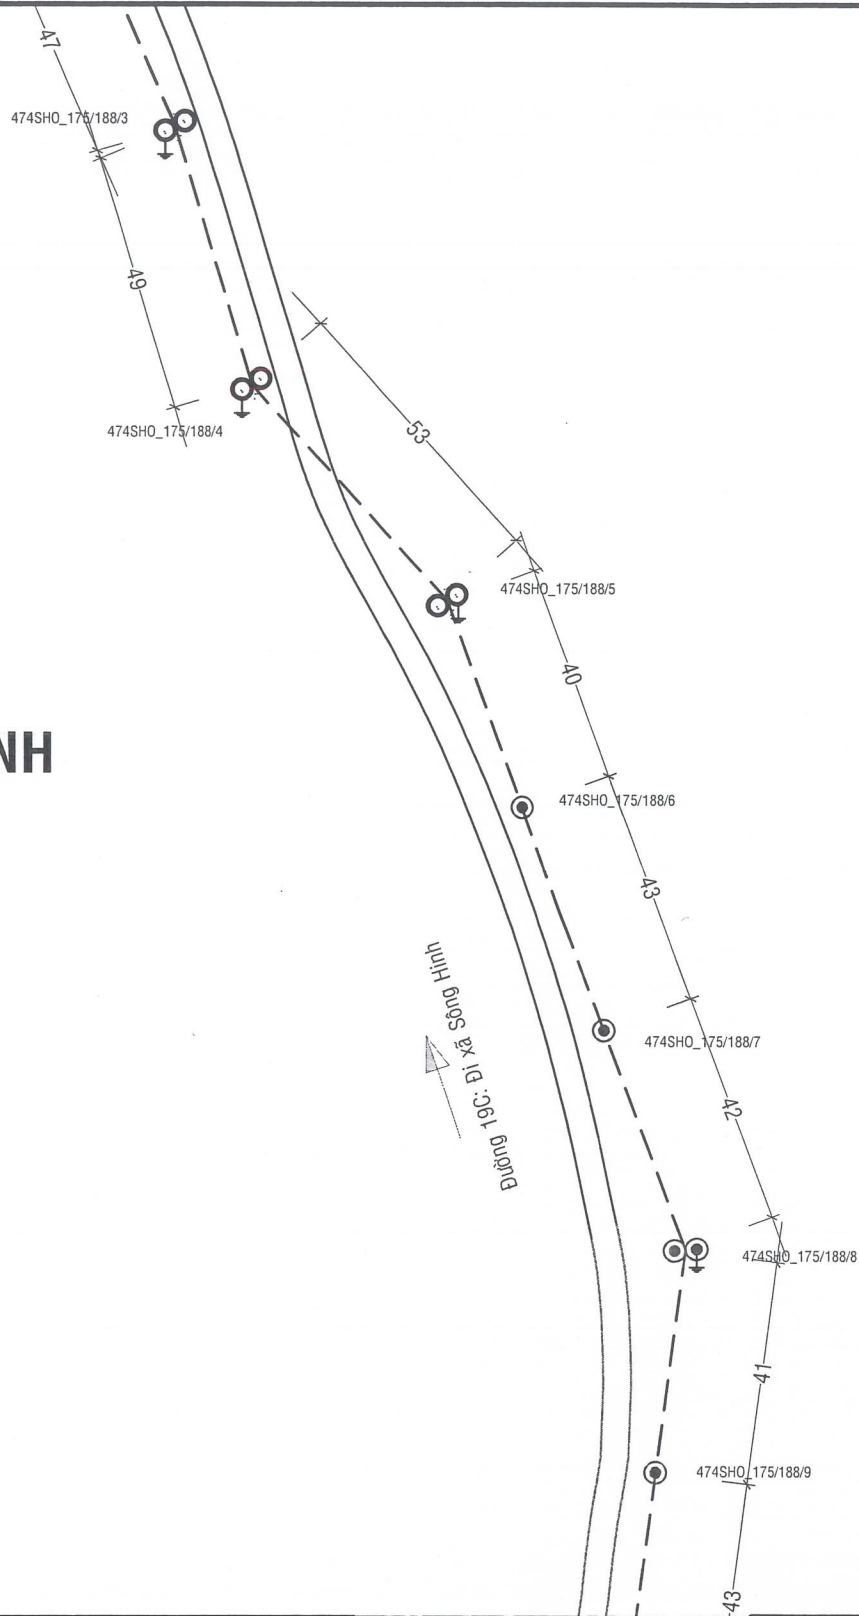 47
474SHO_175/188/3
49
474SHO_175/188/4
53
474SHO_175/188/5
40
NH
474SHO_175/188/6
43
Đường 19C: Đi xã Sông Hinh
474SHO_175/188/7
42
474SHO_175/188/8
41
474SHO_175/188/9
43